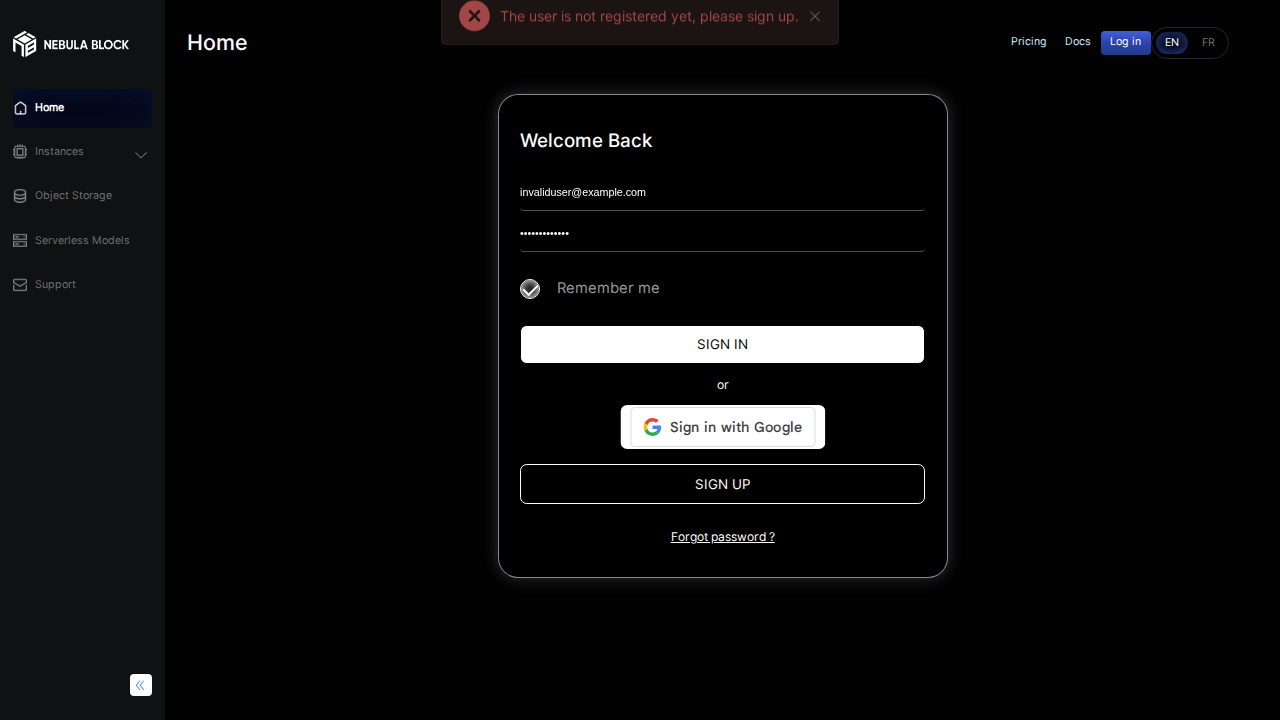 The user is not registered yet, please sign up.
NEBULA BLOCK
Home
Pricing
Docs
Log in
EN
FR
Home
Instances
Object Storage
Serverless Models
Support
Welcome Back
invaliduser@example.com
•••••••••••••
Remember me
SIGN IN
or
Sign in with Google
SIGN UP
Forgot password ?